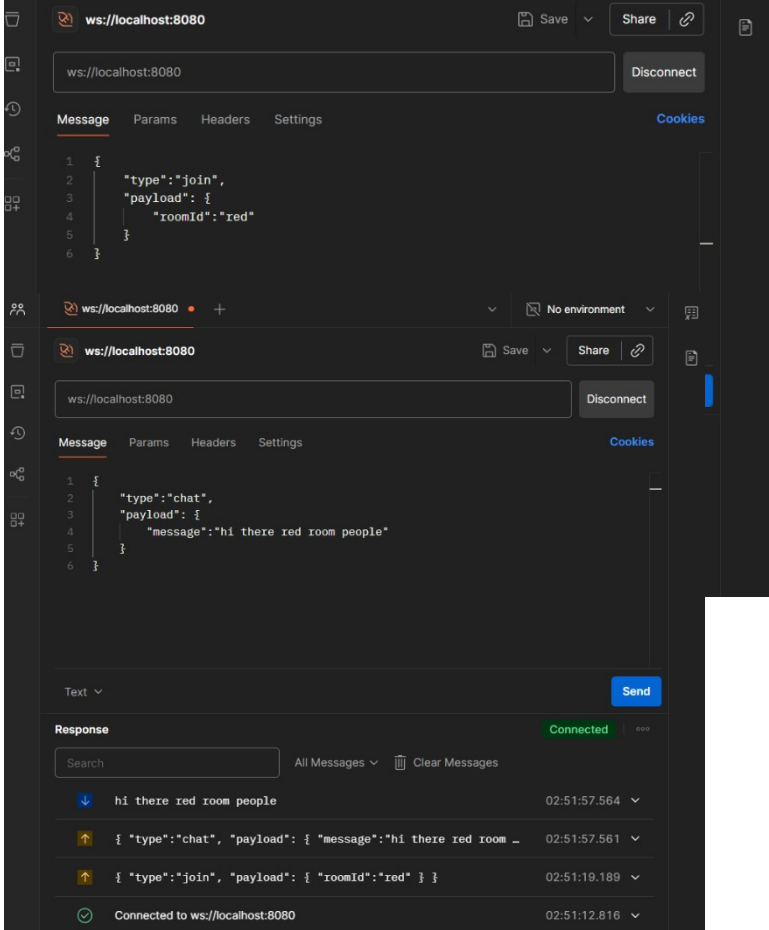 ws://localhost:8080
Save
Share
ws://localhost:8080
Disconnect
Message Params Headers Settings
Cookies
1 {
2 "type":"join",
3 "payload": {
4 "roomId":"red"
5 }
6 }
ws://localhost:8080
No environment
ws://localhost:8080
Save
Share
ws://localhost:8080
Disconnect
Message Params Headers Settings
Cookies
1 {
2 "type":"chat",
3 "payload": {
4 "message":"hi there red room people"
5 }
6 }
Text
Send
Response
Connected
Search
All Messages
Clear Messages
hi there red room people 02:51:57.564
{ "type":"chat", "payload": { "message":"hi there red room … 02:51:57.561
{ "type":"join", "payload": { "roomId":"red" } } 02:51:19.189
Connected to ws://localhost:8080 02:51:12.816